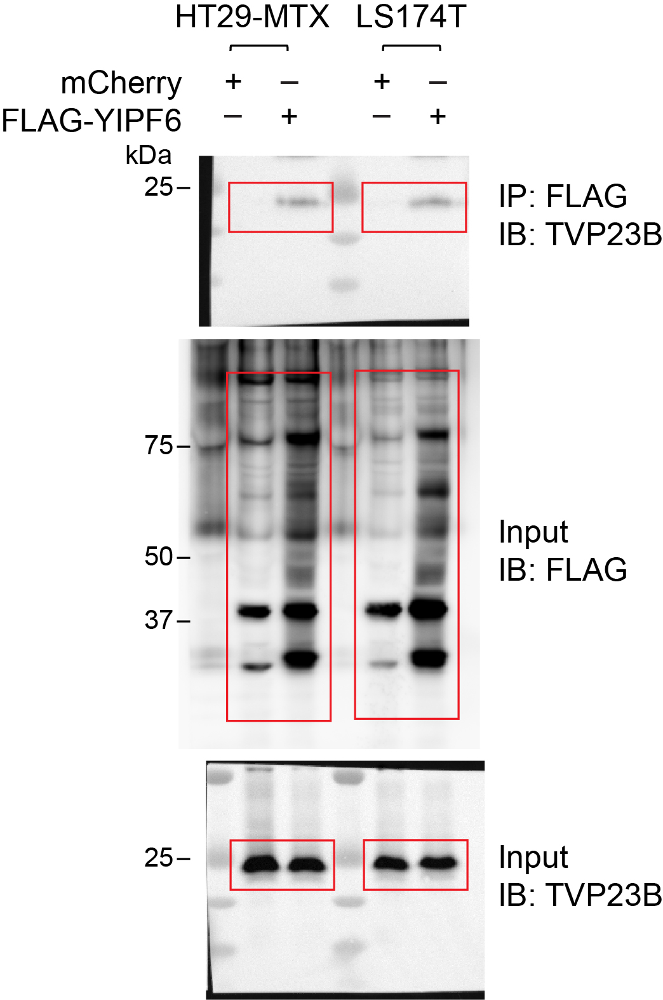 HT29-MTX LS174T
mCherry + – + –
FLAG-YIPF6 – + – +
kDa
25–
IP: FLAG
IB: TVP23B
75–
50–
37–
Input
IB: FLAG
25–
Input
IB: TVP23B